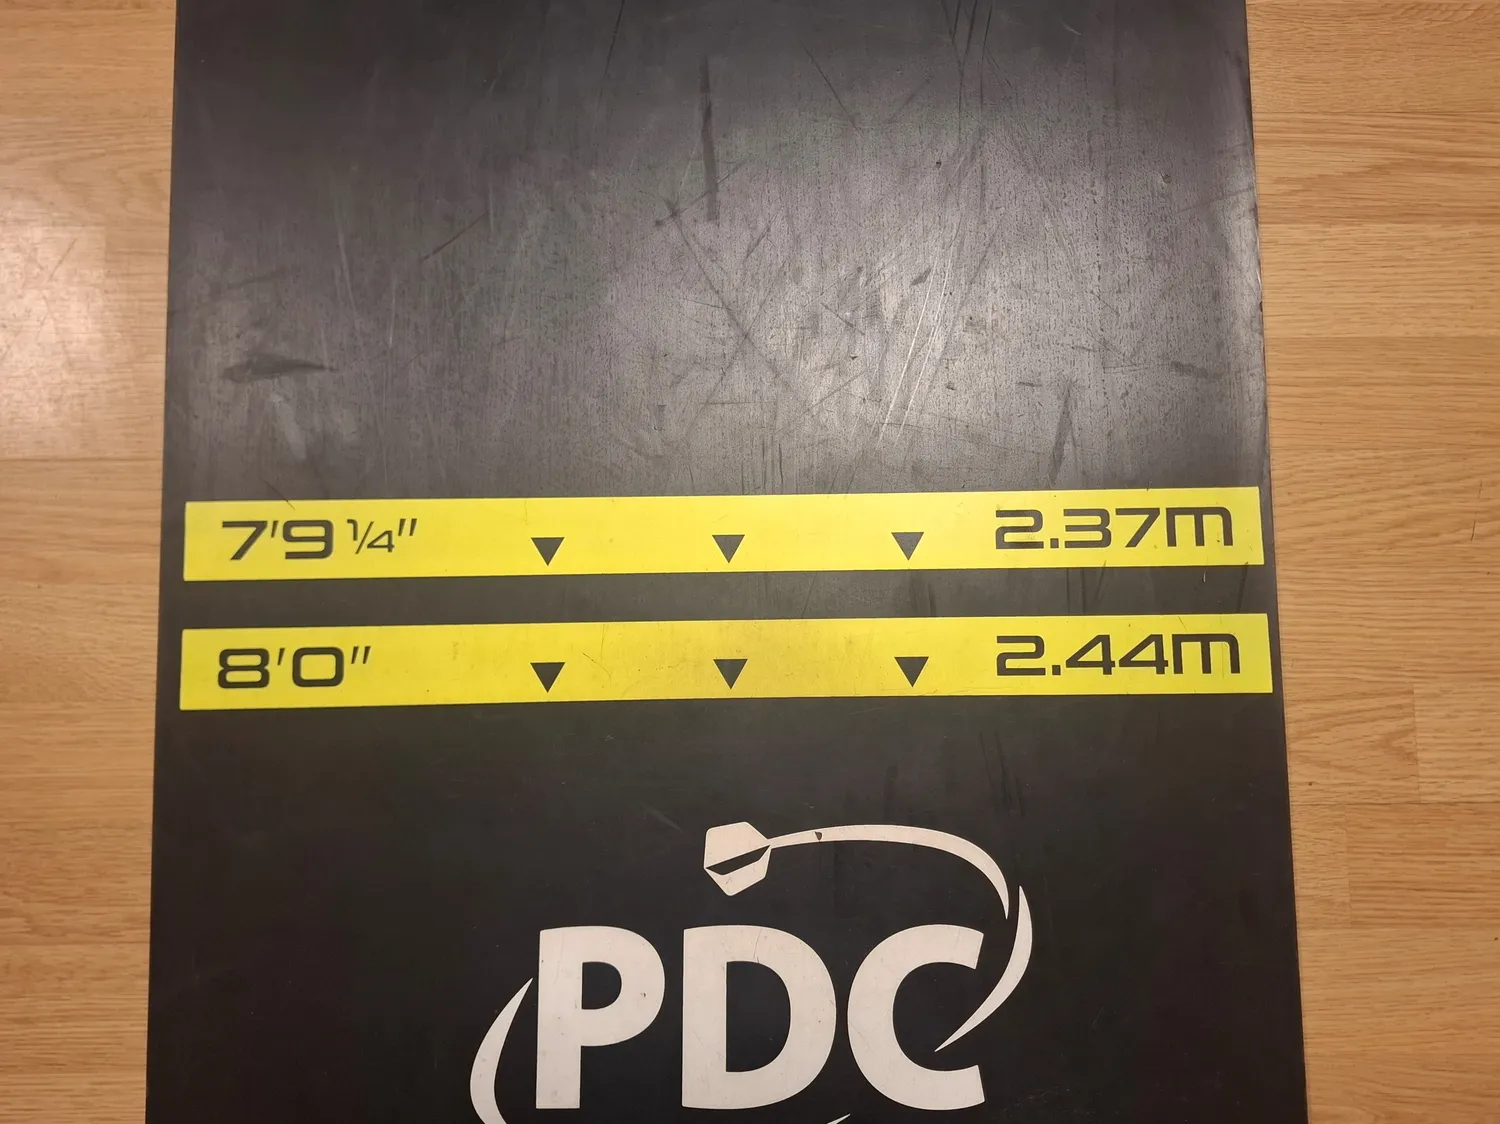 7'9 1/4" 2.37m
8'0" 2.44m
PDC